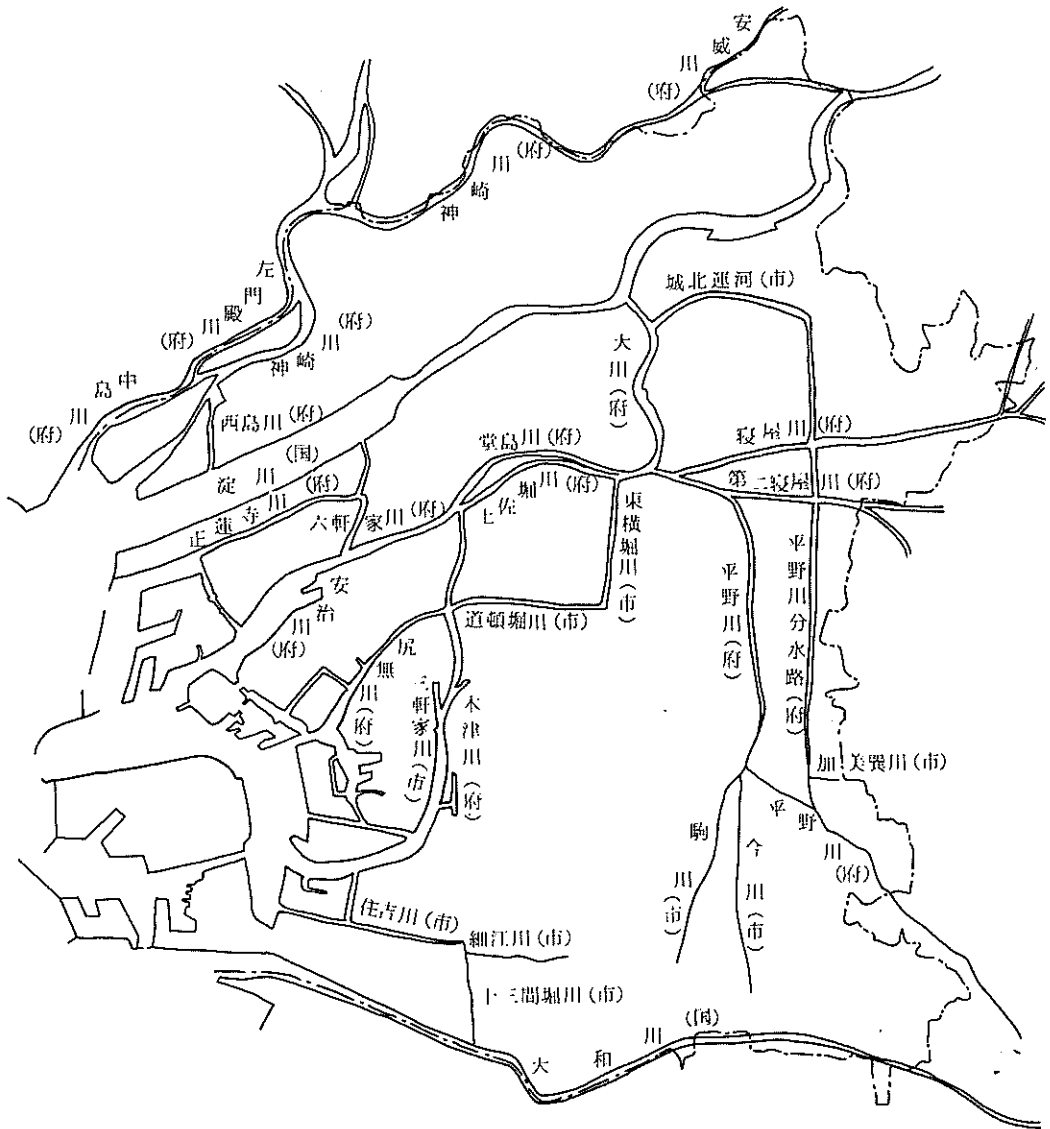 安威川(府)
神崎川(府)
左門殿川(府)
神崎川(府)
中島川(府)
西島川(府)
淀川(国)
正蓮寺川(府)
六軒家川(府)
城北運河(市)
大川(府)
堂島川(府)
土佐堀川(府)
寝屋川(府)
第二寝屋川(府)
東横堀川(市)
平野川(府)
平野川分水路(府)
安治川(府)
道頓堀川(市)
尻無川(府)
三軒家川(市)
木津川(府)
加美巽川(市)
平野川(府)
駒川(市)
今川(市)
住吉川(市)
細江川(市)
十三間堀川(市)
大和川(国)